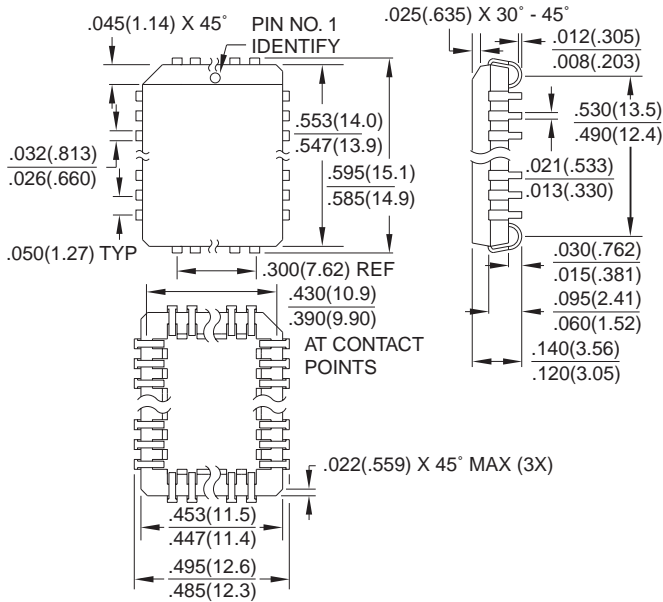 .045(1.14) X 45°
PIN NO. 1
IDENTIFY
.025(.635) X 30° - 45°
.012(.305)
.008(.203)
.553(14.0)
.547(13.9)
.530(13.5)
.490(12.4)
.032(.813)
.026(.660)
.595(15.1)
.585(14.9)
.021(.533)
.013(.330)
.050(1.27) TYP
.300(7.62) REF
.030(.762)
.015(.381)
.430(10.9)
.390(9.90)
AT CONTACT
POINTS
.095(2.41)
.060(1.52)
.140(3.56)
.120(3.05)
.022(.559) X 45° MAX (3X)
.453(11.5)
.447(11.4)
.495(12.6)
.485(12.3)